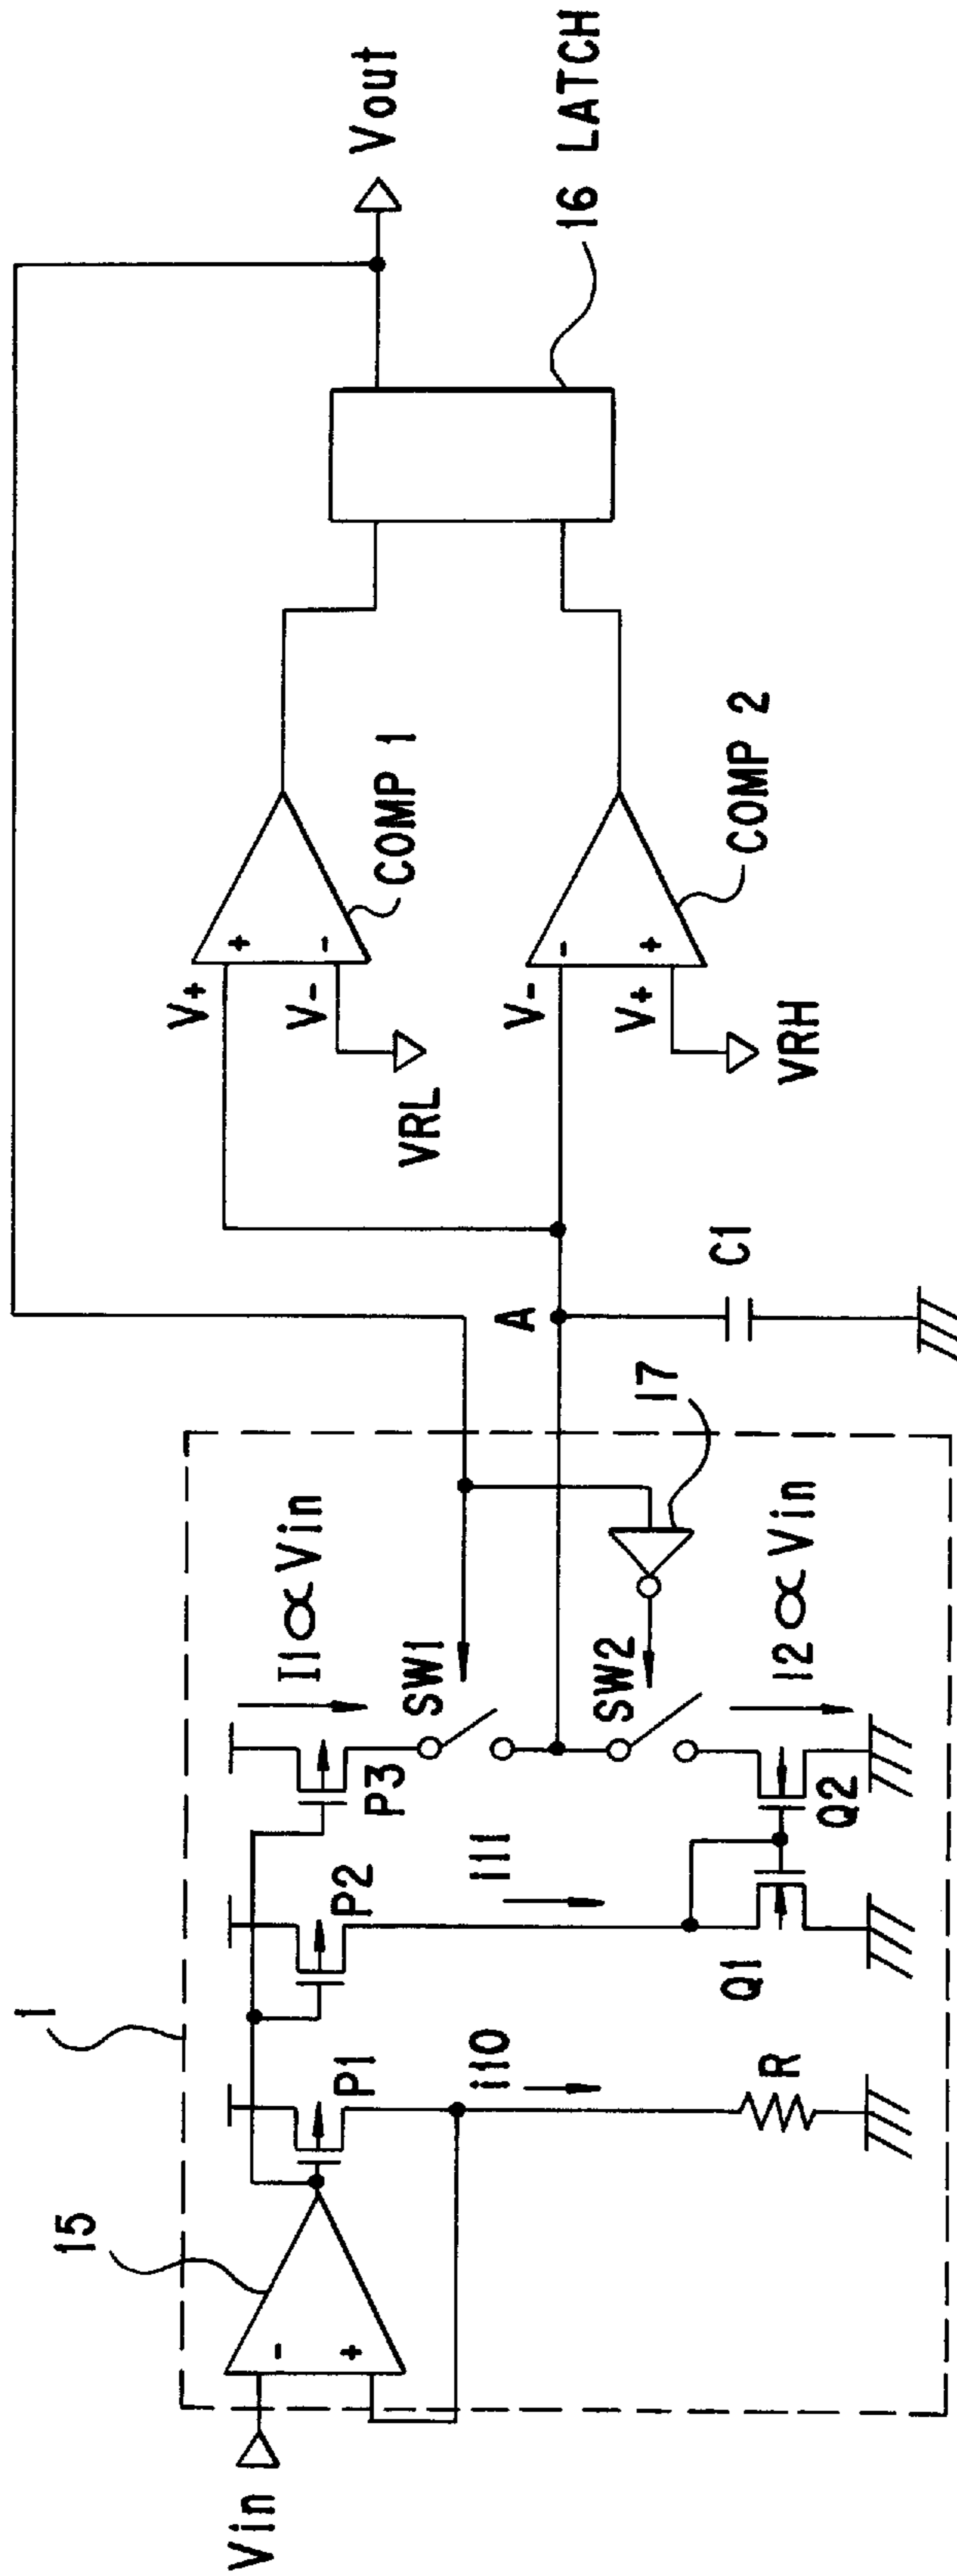 1
Vin
15
-
+
P1
i10
R
P2
i11
Q1
P3
I1∝Vin
SW1
SW2
I2∝Vin
Q2
17
A
C1
V+
V-
+
-
VRL
COMP 1
V-
V+
-
+
VRH
COMP 2
16 LATCH
Vout